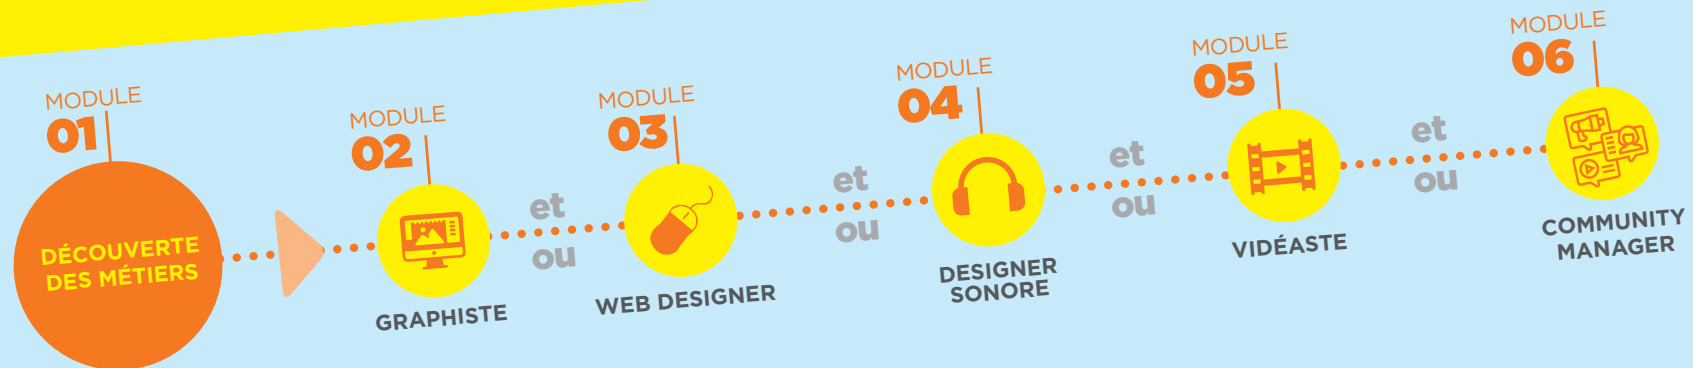 MODULE
01
DÉCOUVERTE
DES MÉTIERS
MODULE
02
GRAPHISTE
et
ou
MODULE
03
WEB DESIGNER
et
ou
MODULE
04
DESIGNER
SONORE
et
ou
MODULE
05
VIDÉASTE
et
ou
MODULE
06
COMMUNITY
MANAGER